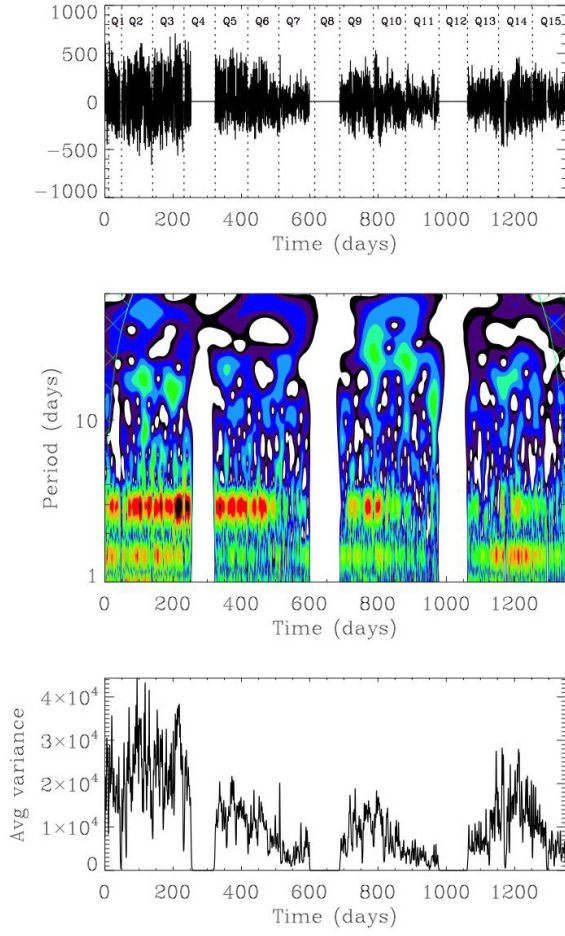 1000
500
0
−500
−1000
Q1 Q2 Q3 Q4 Q5 Q6 Q7 Q8 Q9 Q10 Q11 Q12 Q13 Q14 Q15
0 200 400 600 800 1000 1200
Time (days)
Period (days)
10
1
0 200 400 600 800 1000 1200
Time (days)
Avg variance
4×10⁴
3×10⁴
2×10⁴
1×10⁴
0
0 200 400 600 800 1000 1200
Time (days)